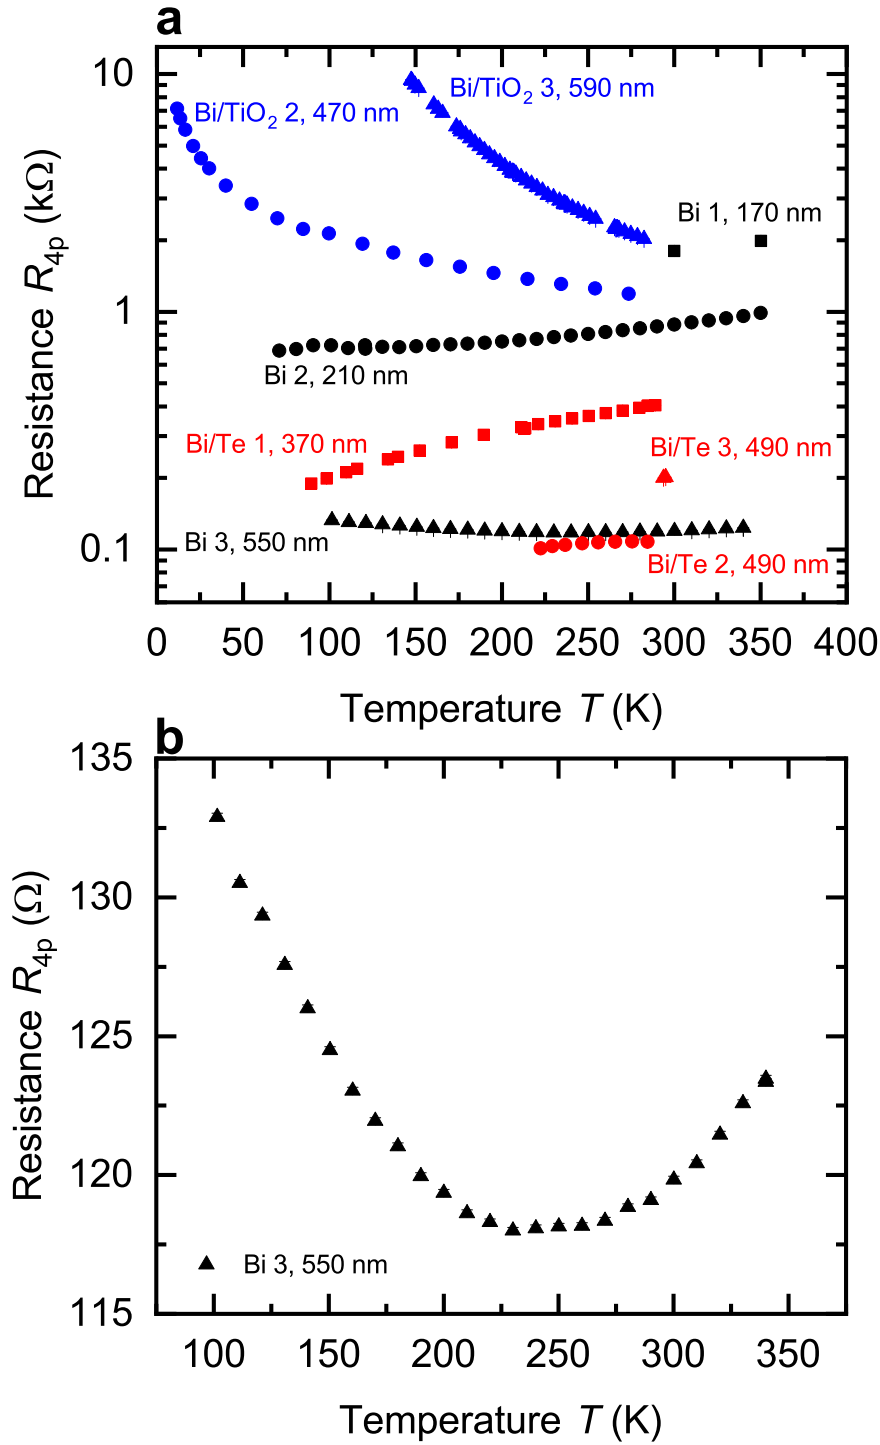 a
10
1
0.1
Resistance R4p (kΩ)
Bi/TiO2 2, 470 nm
Bi/TiO2 3, 590 nm
Bi 1, 170 nm
Bi 2, 210 nm
Bi/Te 1, 370 nm
Bi/Te 3, 490 nm
Bi 3, 550 nm
Bi/Te 2, 490 nm
0 50 100 150 200 250 300 350 400
Temperature T (K)
b
135
130
125
120
115
Resistance R4p (Ω)
Bi 3, 550 nm
100 150 200 250 300 350
Temperature T (K)